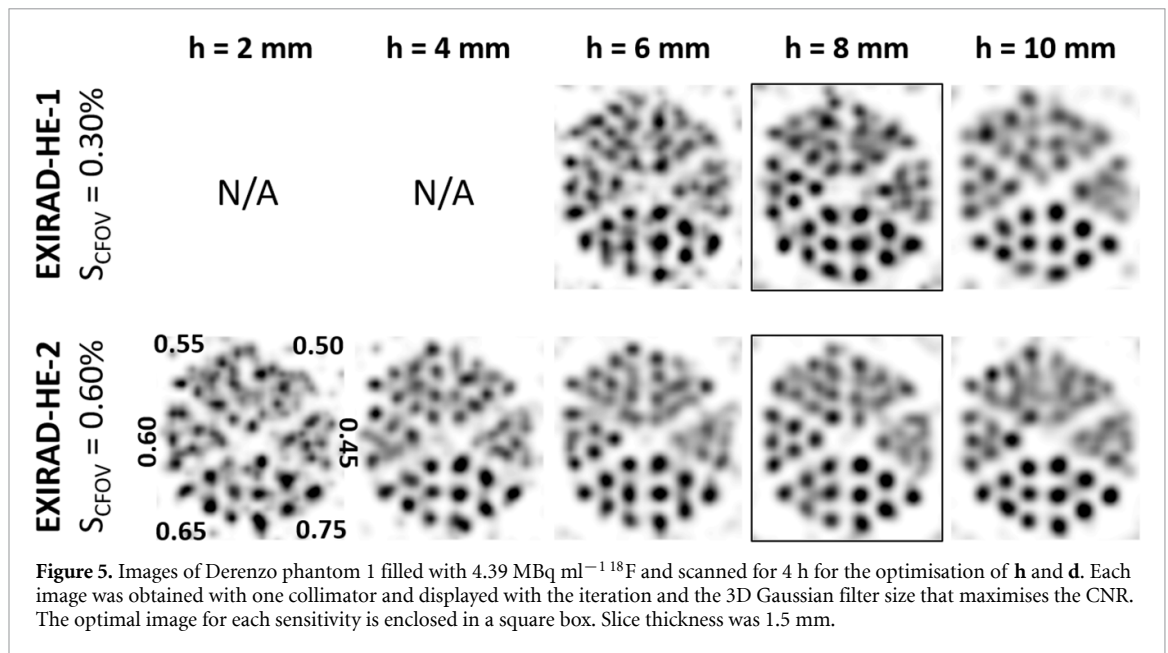 h = 2 mm h = 4 mm h = 6 mm h = 8 mm h = 10 mm
EXIRAD-HE-1
S_CFOV = 0.30%
N/A N/A
EXIRAD-HE-2
S_CFOV = 0.60%
0.55 0.50
0.60 0.45
0.65 0.75
Figure 5. Images of Derenzo phantom 1 filled with 4.39 MBq ml−1 18F and scanned for 4 h for the optimisation of h and d. Each
image was obtained with one collimator and displayed with the iteration and the 3D Gaussian filter size that maximises the CNR.
The optimal image for each sensitivity is enclosed in a square box. Slice thickness was 1.5 mm.